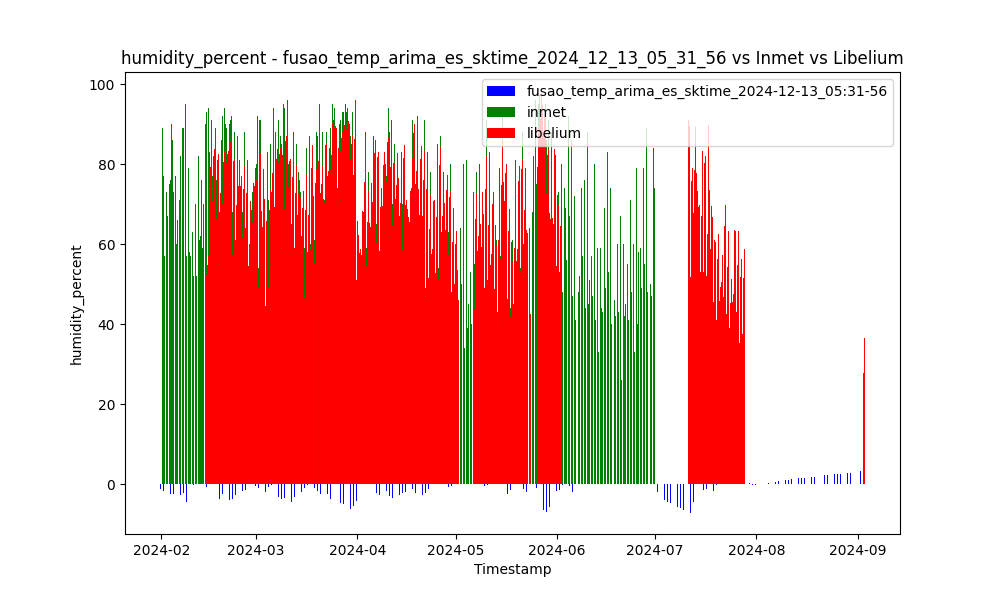 humidity_percent - fusao_temp_arima_es_sktime_2024_12_13_05_31_56 vs Inmet vs Libelium
fusao_temp_arima_es_sktime_2024-12-13_05:31-56
inmet
libelium
humidity_percent
100
80
60
40
20
0
2024-02 2024-03 2024-04 2024-05 2024-06 2024-07 2024-08 2024-09
Timestamp